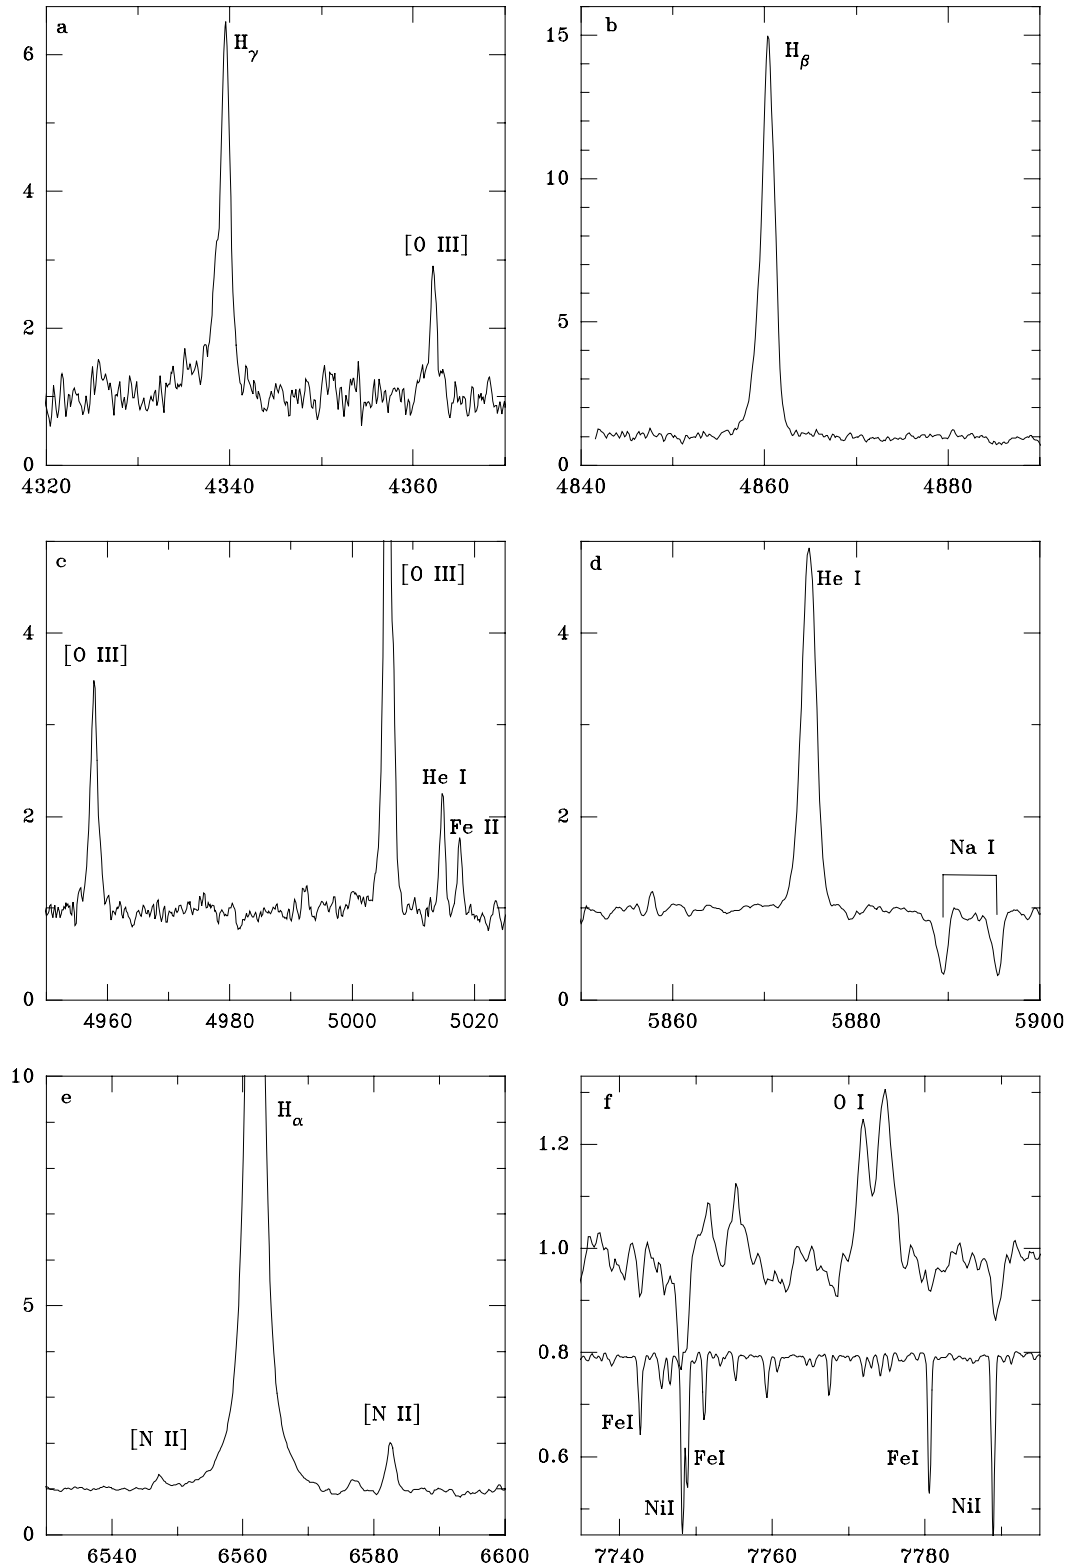 a
H γ
[O III]
6
4
2
0
4320 4340 4360
b
H β
15
10
5
0
4840 4860 4880
c
[O III]
[O III]
He I
Fe II
4
2
0
4960 4980 5000 5020
d
He I
Na I
4
2
0
5860 5880 5900
e
H α
[N II]
[N II]
10
5
0
6540 6560 6580 6600
f
O I
1.2
1.0
0.8
0.6
FeI
FeI
FeI
NiI
NiI
7740 7760 7780